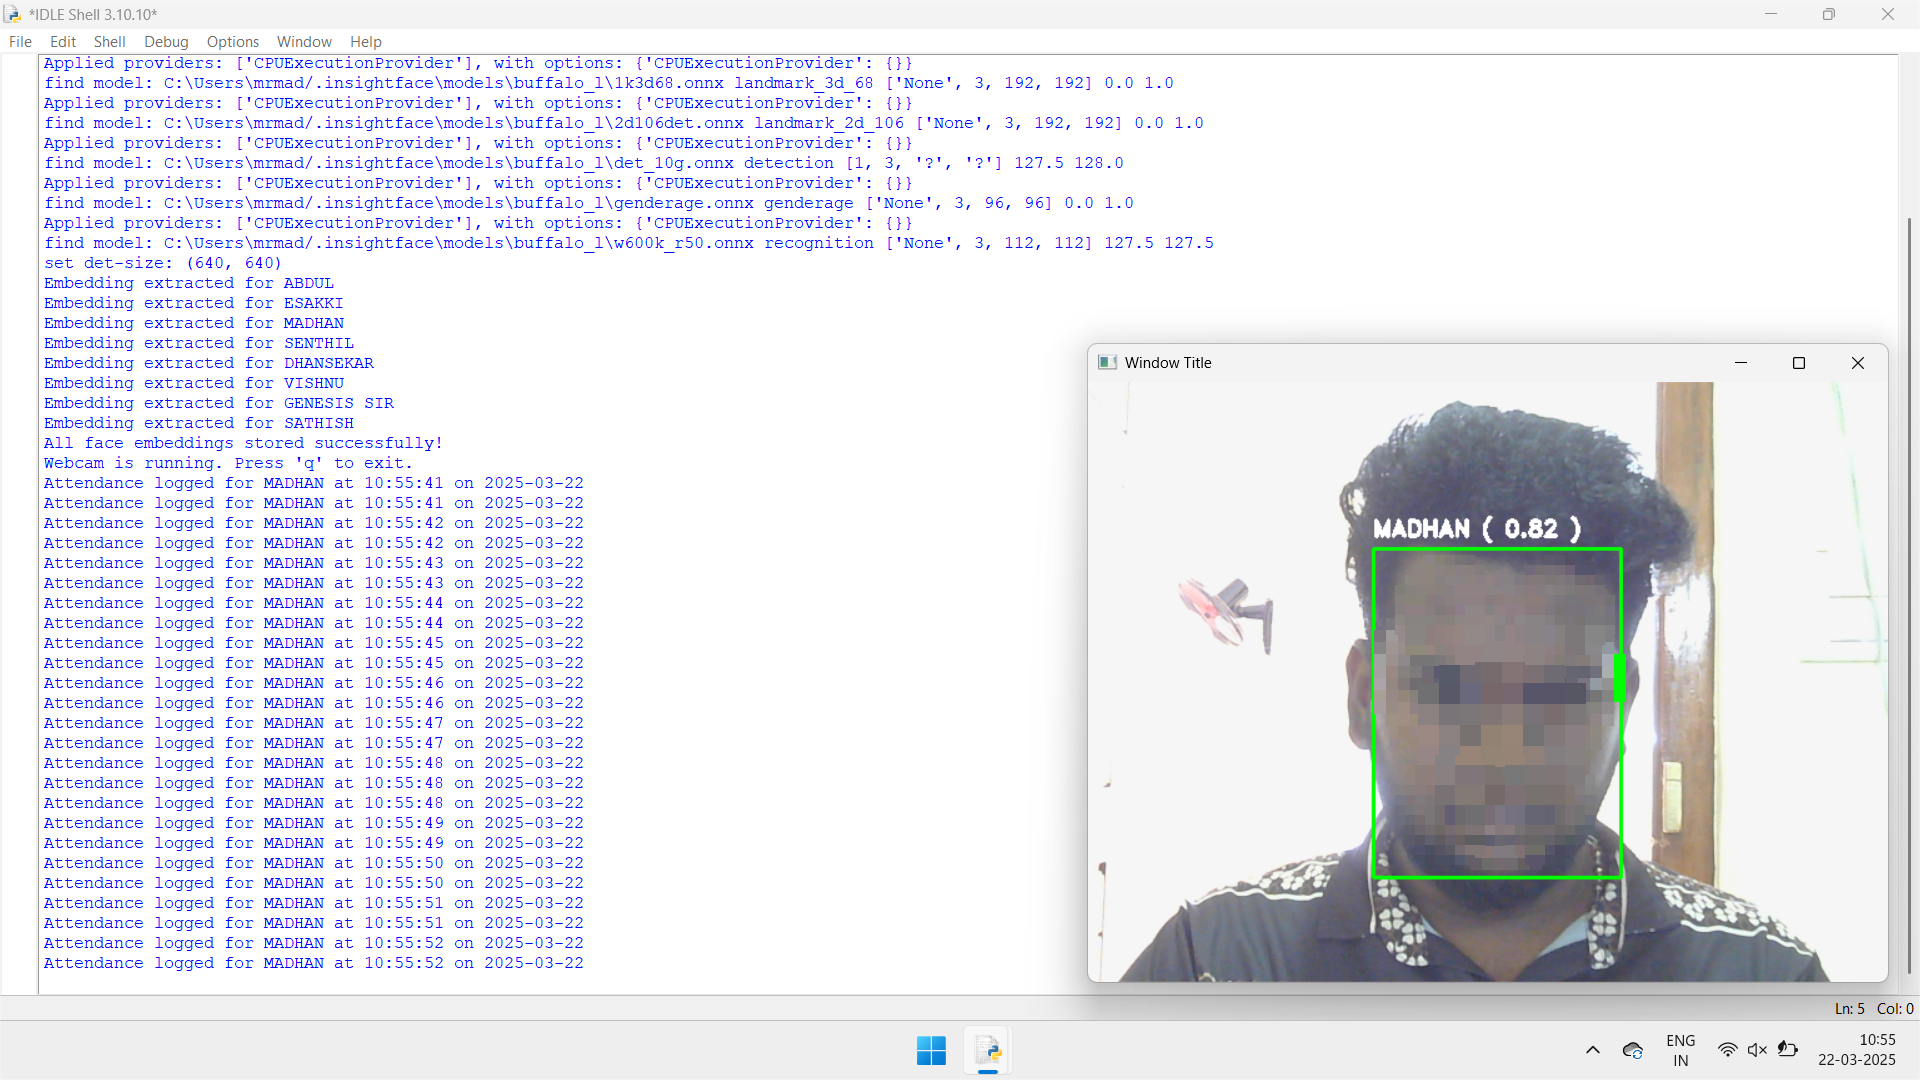 *IDLE Shell 3.10.10*
File Edit Shell Debug Options Window Help
Applied providers: ['CPUExecutionProvider'], with options: {'CPUExecutionProvider': {}}
find model: C:\Users\mrmad/.insightface\models\buffalo_l\1k3d68.onnx landmark_3d_68 ['None', 3, 192, 192] 0.0 1.0
Applied providers: ['CPUExecutionProvider'], with options: {'CPUExecutionProvider': {}}
find model: C:\Users\mrmad/.insightface\models\buffalo_l\2d106det.onnx landmark_2d_106 ['None', 3, 192, 192] 0.0 1.0
Applied providers: ['CPUExecutionProvider'], with options: {'CPUExecutionProvider': {}}
find model: C:\Users\mrmad/.insightface\models\buffalo_l\det_10g.onnx detection [1, 3, '?', '?'] 127.5 128.0
Applied providers: ['CPUExecutionProvider'], with options: {'CPUExecutionProvider': {}}
find model: C:\Users\mrmad/.insightface\models\buffalo_l\genderage.onnx genderage ['None', 3, 96, 96] 0.0 1.0
Applied providers: ['CPUExecutionProvider'], with options: {'CPUExecutionProvider': {}}
find model: C:\Users\mrmad/.insightface\models\buffalo_l\w600k_r50.onnx recognition ['None', 3, 112, 112] 127.5 127.5
set det-size: (640, 640)
Embedding extracted for ABDUL
Embedding extracted for ESAKKI
Embedding extracted for MADHAN
Embedding extracted for SENTHIL
Embedding extracted for DHANSEKAR
Embedding extracted for VISHNU
Embedding extracted for GENESIS SIR
Embedding extracted for SATHISH
All face embeddings stored successfully!
Webcam is running. Press 'q' to exit.
Attendance logged for MADHAN at 10:55:41 on 2025-03-22
Attendance logged for MADHAN at 10:55:41 on 2025-03-22
Attendance logged for MADHAN at 10:55:42 on 2025-03-22
Attendance logged for MADHAN at 10:55:42 on 2025-03-22
Attendance logged for MADHAN at 10:55:43 on 2025-03-22
Attendance logged for MADHAN at 10:55:43 on 2025-03-22
Attendance logged for MADHAN at 10:55:44 on 2025-03-22
Attendance logged for MADHAN at 10:55:44 on 2025-03-22
Attendance logged for MADHAN at 10:55:45 on 2025-03-22
Attendance logged for MADHAN at 10:55:45 on 2025-03-22
Attendance logged for MADHAN at 10:55:46 on 2025-03-22
Attendance logged for MADHAN at 10:55:46 on 2025-03-22
Attendance logged for MADHAN at 10:55:47 on 2025-03-22
Attendance logged for MADHAN at 10:55:47 on 2025-03-22
Attendance logged for MADHAN at 10:55:48 on 2025-03-22
Attendance logged for MADHAN at 10:55:48 on 2025-03-22
Attendance logged for MADHAN at 10:55:48 on 2025-03-22
Attendance logged for MADHAN at 10:55:49 on 2025-03-22
Attendance logged for MADHAN at 10:55:49 on 2025-03-22
Attendance logged for MADHAN at 10:55:50 on 2025-03-22
Attendance logged for MADHAN at 10:55:50 on 2025-03-22
Attendance logged for MADHAN at 10:55:51 on 2025-03-22
Attendance logged for MADHAN at 10:55:51 on 2025-03-22
Attendance logged for MADHAN at 10:55:52 on 2025-03-22
Attendance logged for MADHAN at 10:55:52 on 2025-03-22
Window Title
MADHAN ( 0.82 )
Ln: 5 Col: 0
ENG
IN
10:55
22-03-2025